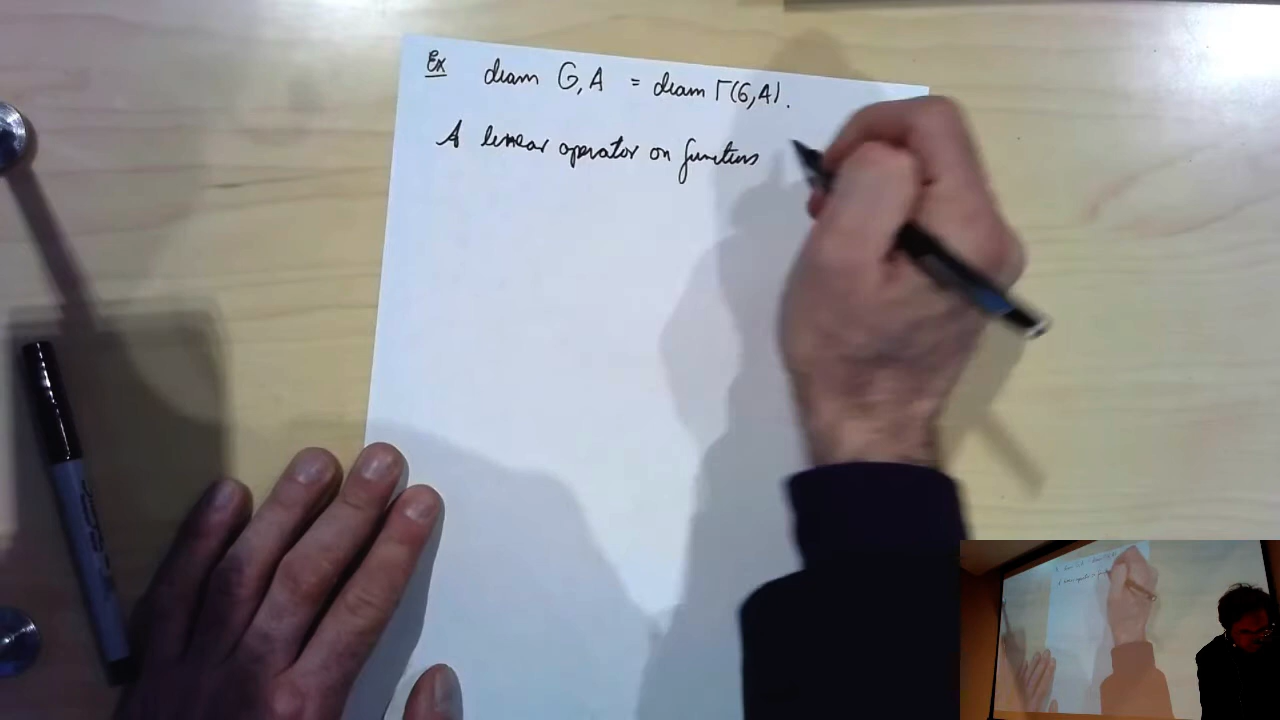 Ex diam G, A = diam Γ(G, A).
A linear operator on functions